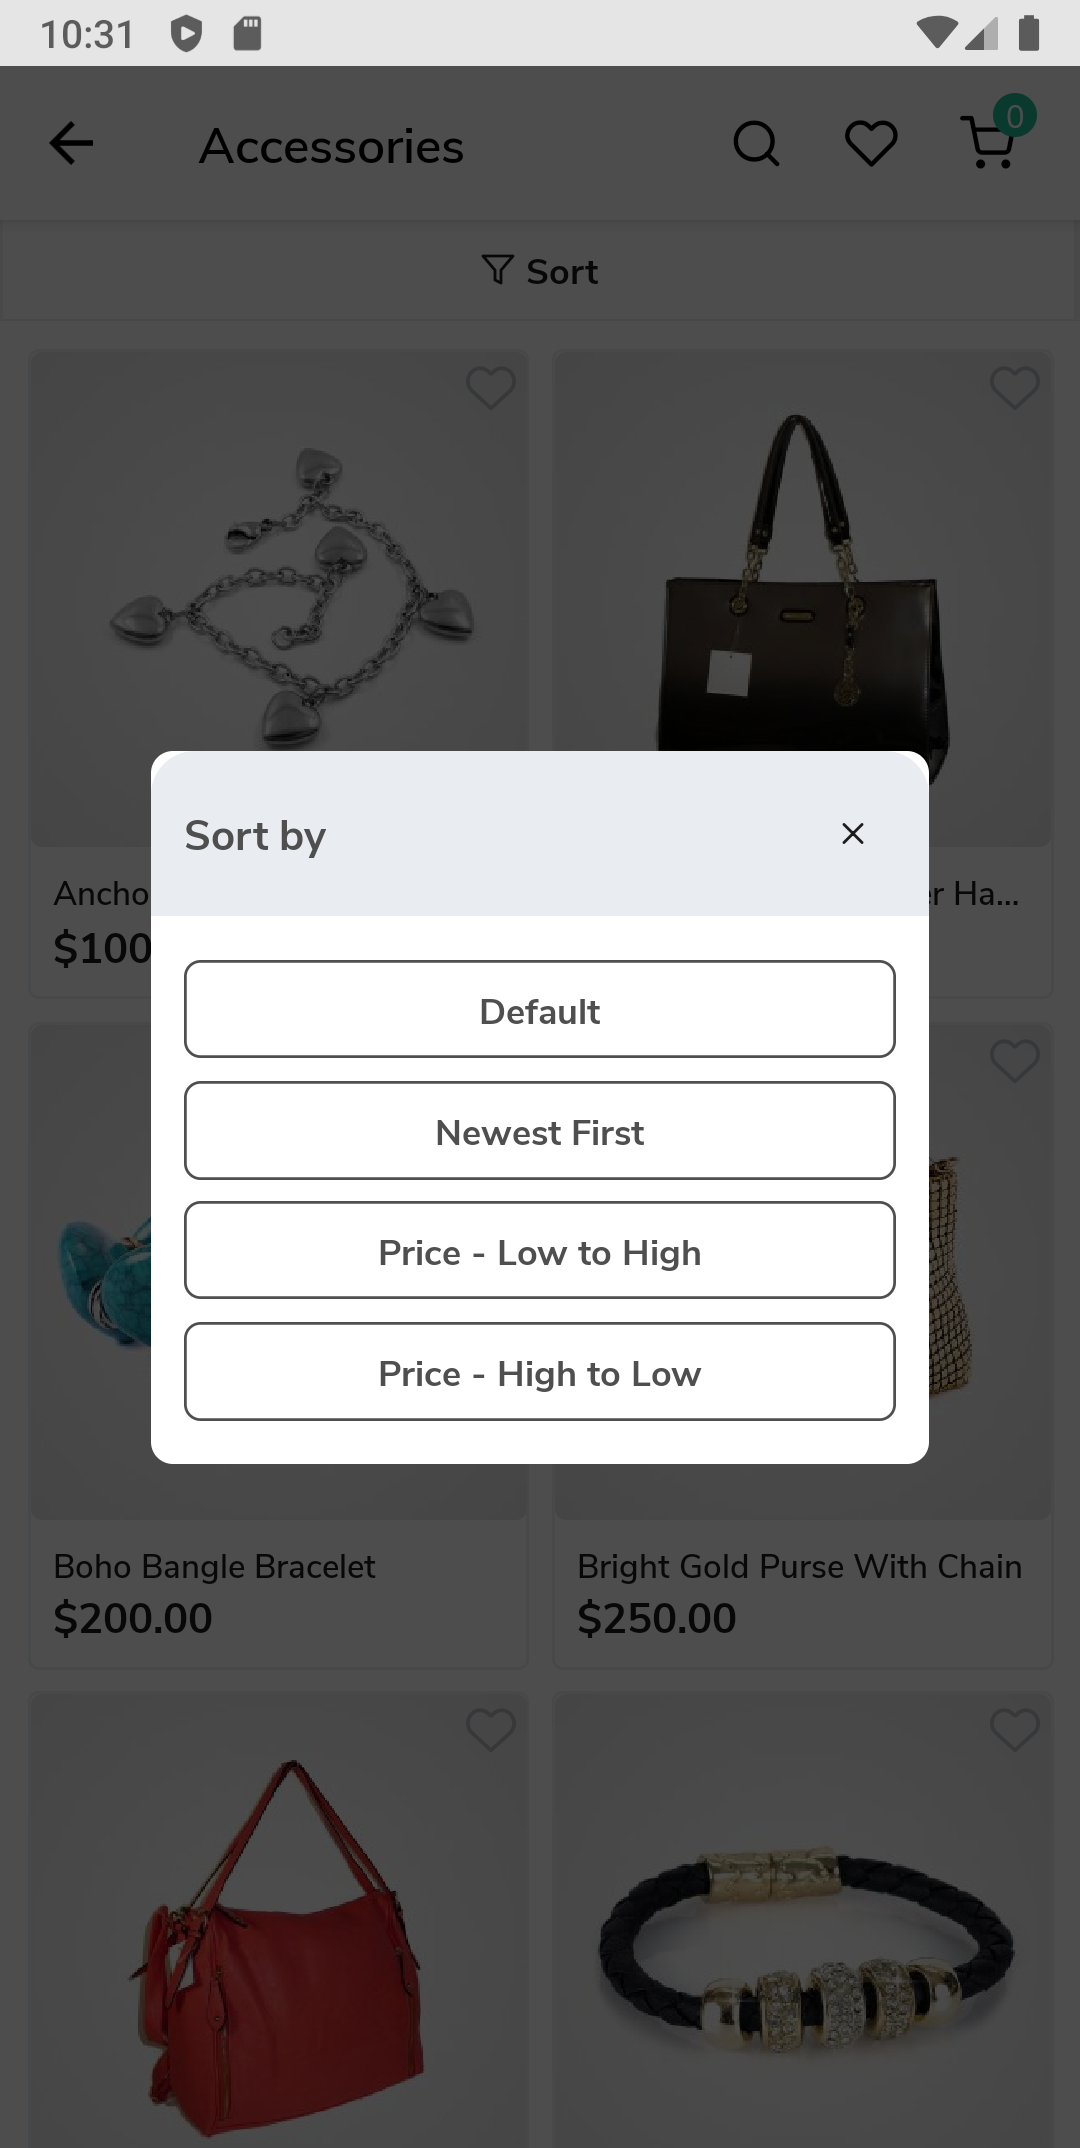 10:31
Accessories
0
Sort
Ancho
er Ha...
$100
Sort by
Default
Newest First
Price - Low to High
Price - High to Low
Boho Bangle Bracelet
Bright Gold Purse With Chain
$200.00
$250.00